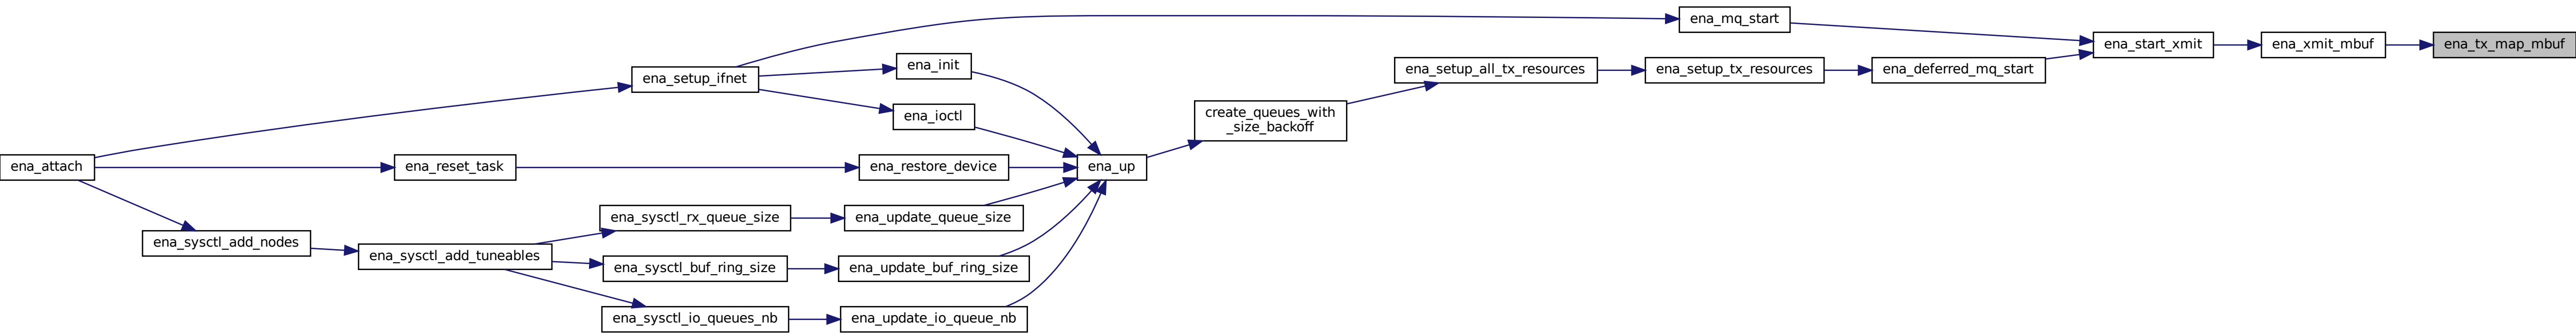 ena_mq_start
ena_start_xmit
ena_xmit_mbuf
ena_tx_map_mbuf
ena_init
ena_setup_ifnet
ena_setup_all_tx_resources
ena_setup_tx_resources
ena_deferred_mq_start
ena_ioctl
create_queues_with
_size_backoff
ena_attach
ena_reset_task
ena_restore_device
ena_up
ena_sysctl_rx_queue_size
ena_update_queue_size
ena_sysctl_add_nodes
ena_sysctl_add_tuneables
ena_sysctl_buf_ring_size
ena_update_buf_ring_size
ena_sysctl_io_queues_nb
ena_update_io_queue_nb